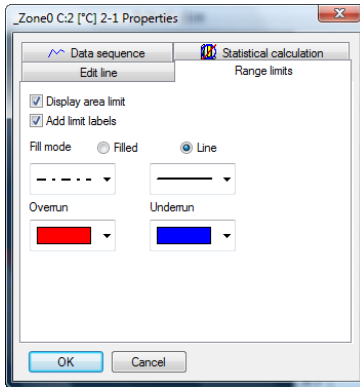 _Zone0 C:2 [°C] 2-1 Properties
Data sequence
Statistical calculation
Edit line
Range limits
Display area limit
Add limit labels
Fill mode Filled Line
Overrun Underrun
OK Cancel